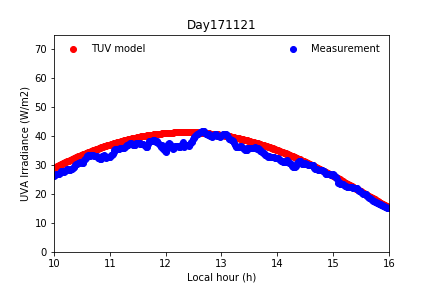 Day171121
TUV model
Measurement
UVA Irradiance (W/m2)
70
60
50
40
30
20
10
0
10 11 12 13 14 15 16
Local hour (h)